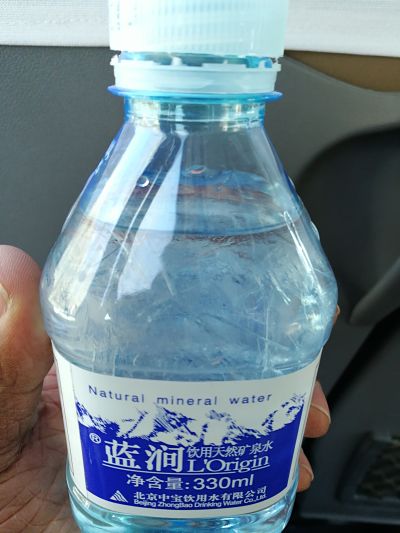 Natural mineral water
® 蓝涧 饮用天然矿泉水
L'Origin
净含量:330ml
北京中宝饮用水有限公司
Beijing ZhongBao Drinking Water Co.,Ltd